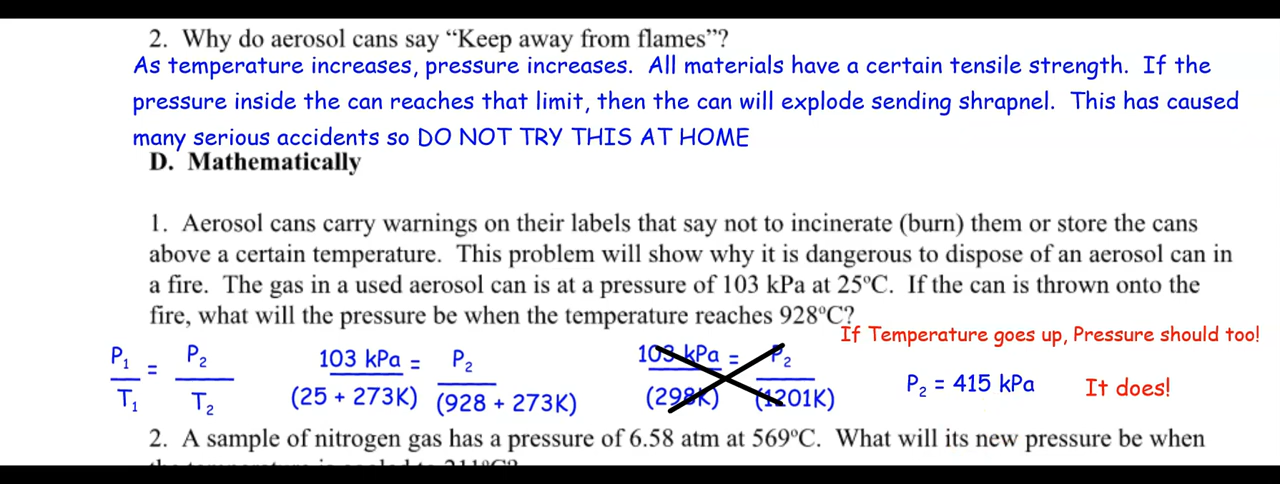 2. Why do aerosol cans say “Keep away from flames”?
As temperature increases, pressure increases. All materials have a certain tensile strength. If the
pressure inside the can reaches that limit, then the can will explode sending shrapnel. This has caused
many serious accidents so DO NOT TRY THIS AT HOME
D. Mathematically
1. Aerosol cans carry warnings on their labels that say not to incinerate (burn) them or store the cans
above a certain temperature. This problem will show why it is dangerous to dispose of an aerosol can in
a fire. The gas in a used aerosol can is at a pressure of 103 kPa at 25ºC. If the can is thrown onto the
fire, what will the pressure be when the temperature reaches 928ºC?
If Temperature goes up, Pressure should too!
P₁ = P₂ 103 kPa = P₂ 103 kPa = P₂
T₁ T₂ (25 + 273K) (928 + 273K) (298K) (1201K)
P₂ = 415 kPa It does!
2. A sample of nitrogen gas has a pressure of 6.58 atm at 569ºC. What will its new pressure be when